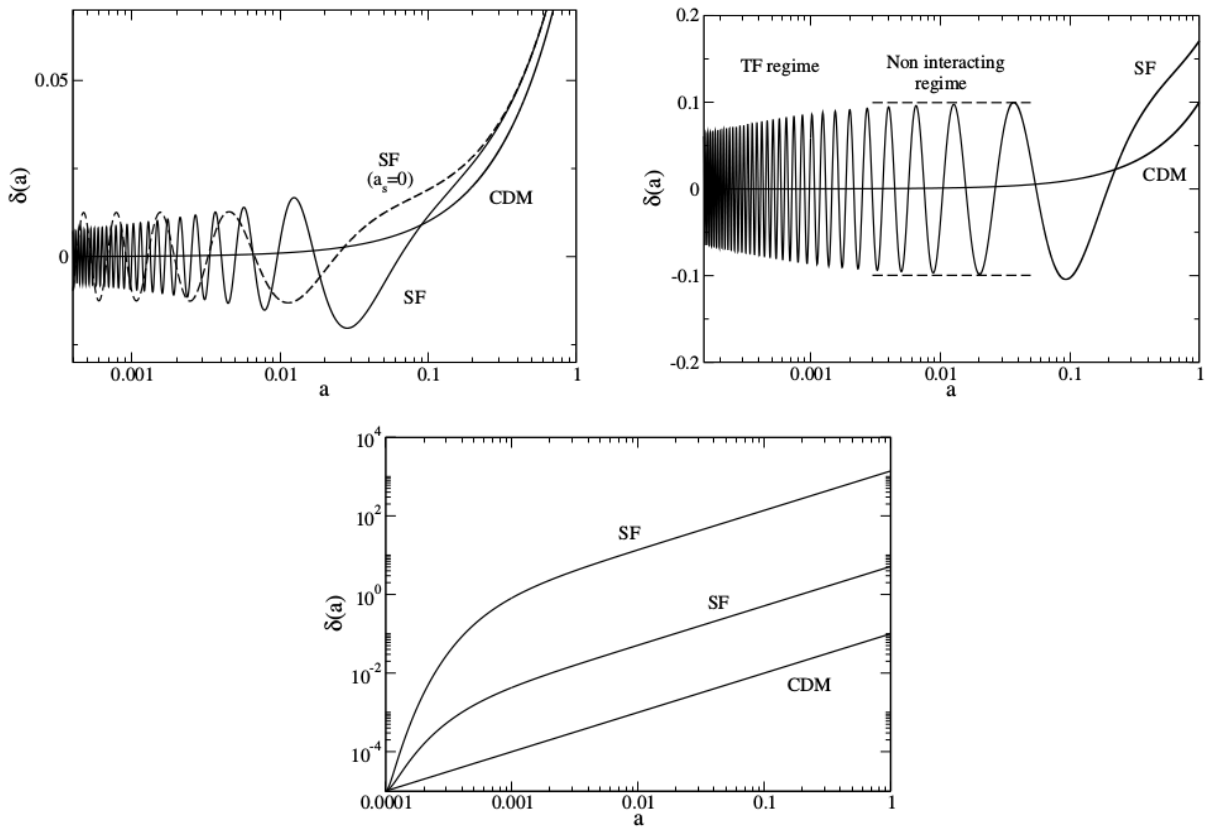 0.05
0
δ(a)
SF
(a_s=0)
CDM
SF
0.001
0.01
0.1
1
a
0.2
0.1
0
-0.1
-0.2
δ(a)
TF regime
Non interacting
regime
SF
CDM
0.001
0.01
0.1
1
a
10^4
10^2
10^0
10^-2
10^-4
δ(a)
SF
SF
CDM
0.0001
0.001
0.01
0.1
1
a